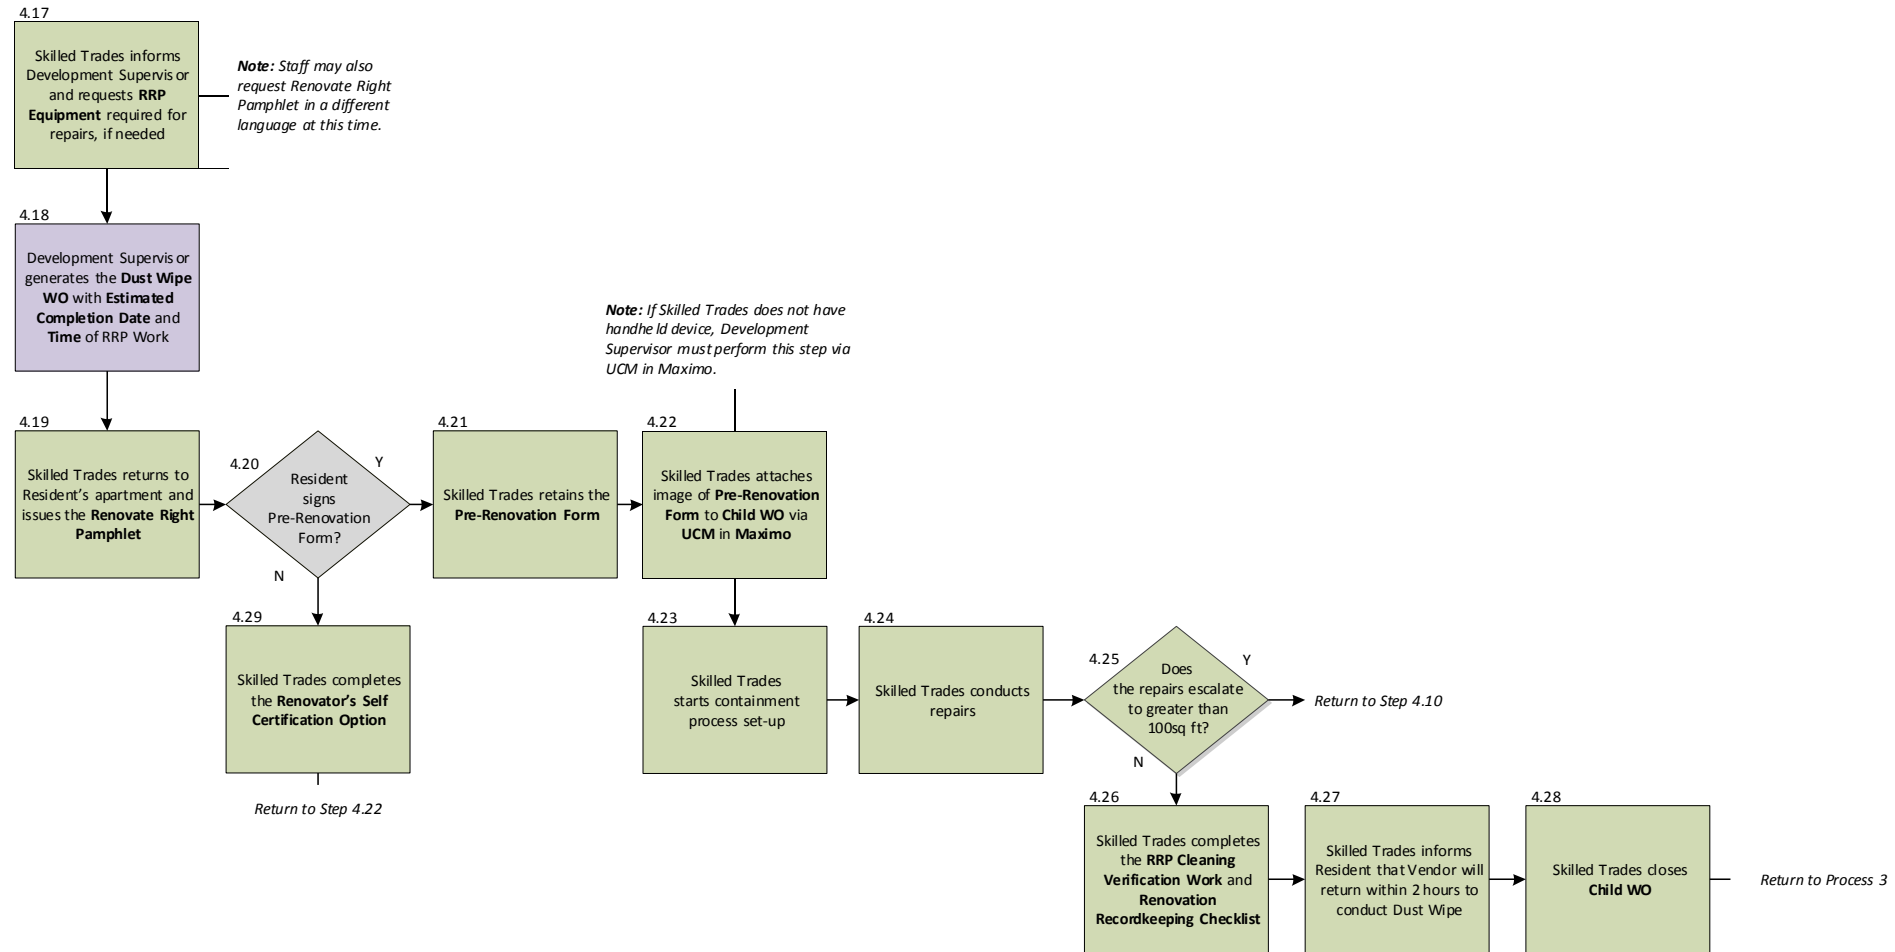 4.17
Skilled Trades informs
Development Supervisor
and requests RRP
Equipment required for
repairs, if needed
Note: Staff may also
request Renovate Right
Pamphlet in a different
language at this time.
4.18
Development Supervisor
generates the Dust Wipe
WO with Estimated
Completion Date and
Time of RRP Work
Note: If Skilled Trades does not have
handheld device, Development
Supervisor must perform this step via
UCM in Maximo.
4.19
Skilled Trades returns to
Resident’s apartment and
issues the Renovate Right
Pamphlet
4.20
Resident
signs
Pre-Renovation
Form?
Y
N
4.21
Skilled Trades retains the
Pre-Renovation Form
4.22
Skilled Trades attaches
image of Pre-Renovation
Form to Child WO via
UCM in Maximo
4.29
Skilled Trades completes
the Renovator’s Self
Certification Option
Return to Step 4.22
4.23
Skilled Trades
starts containment
process set-up
4.24
Skilled Trades conducts
repairs
4.25
Does
the repairs escalate
to greater than
100sq ft?
Y
N
Return to Step 4.10
4.26
Skilled Trades completes
the RRP Cleaning
Verification Work and
Renovation
Recordkeeping Checklist
4.27
Skilled Trades informs
Resident that Vendor will
return within 2 hours to
conduct Dust Wipe
4.28
Skilled Trades closes
Child WO
Return to Process 3